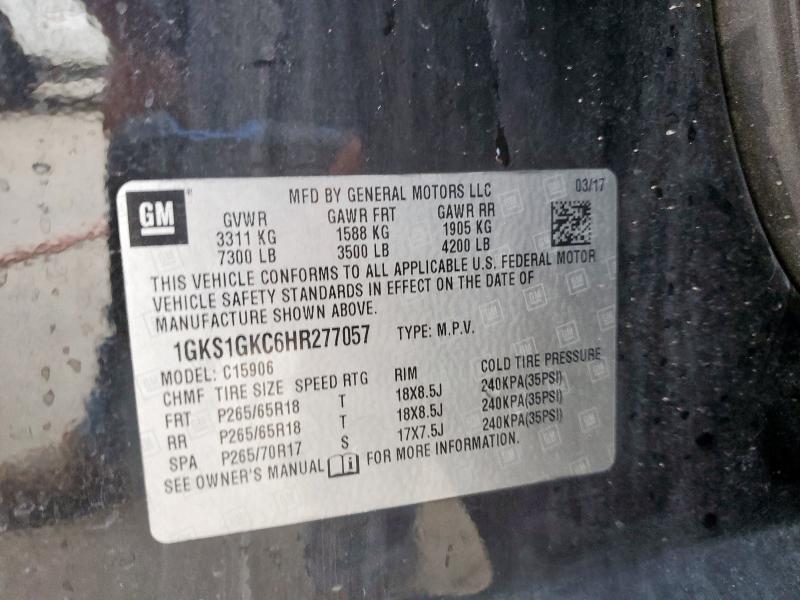 GM
MFD BY GENERAL MOTORS LLC
03/17
GVWR GAWR FRT GAWR RR
3311 KG 1588 KG 1905 KG
7300 LB 3500 LB 4200 LB
THIS VEHICLE CONFORMS TO ALL APPLICABLE U.S. FEDERAL MOTOR
VEHICLE SAFETY STANDARDS IN EFFECT ON THE DATE OF
MANUFACTURE SHOWN ABOVE.
1GKS1GKC6HR277057 TYPE: M.P.V.
MODEL: C15906
CHMF TIRE SIZE SPEED RTG RIM COLD TIRE PRESSURE
FRT P265/65R18 T 18X8.5J 240KPA(35PSI)
RR P265/65R18 T 18X8.5J 240KPA(35PSI)
SPA P265/70R17 S 17X7.5J 240KPA(35PSI)
SEE OWNER'S MANUAL FOR MORE INFORMATION.